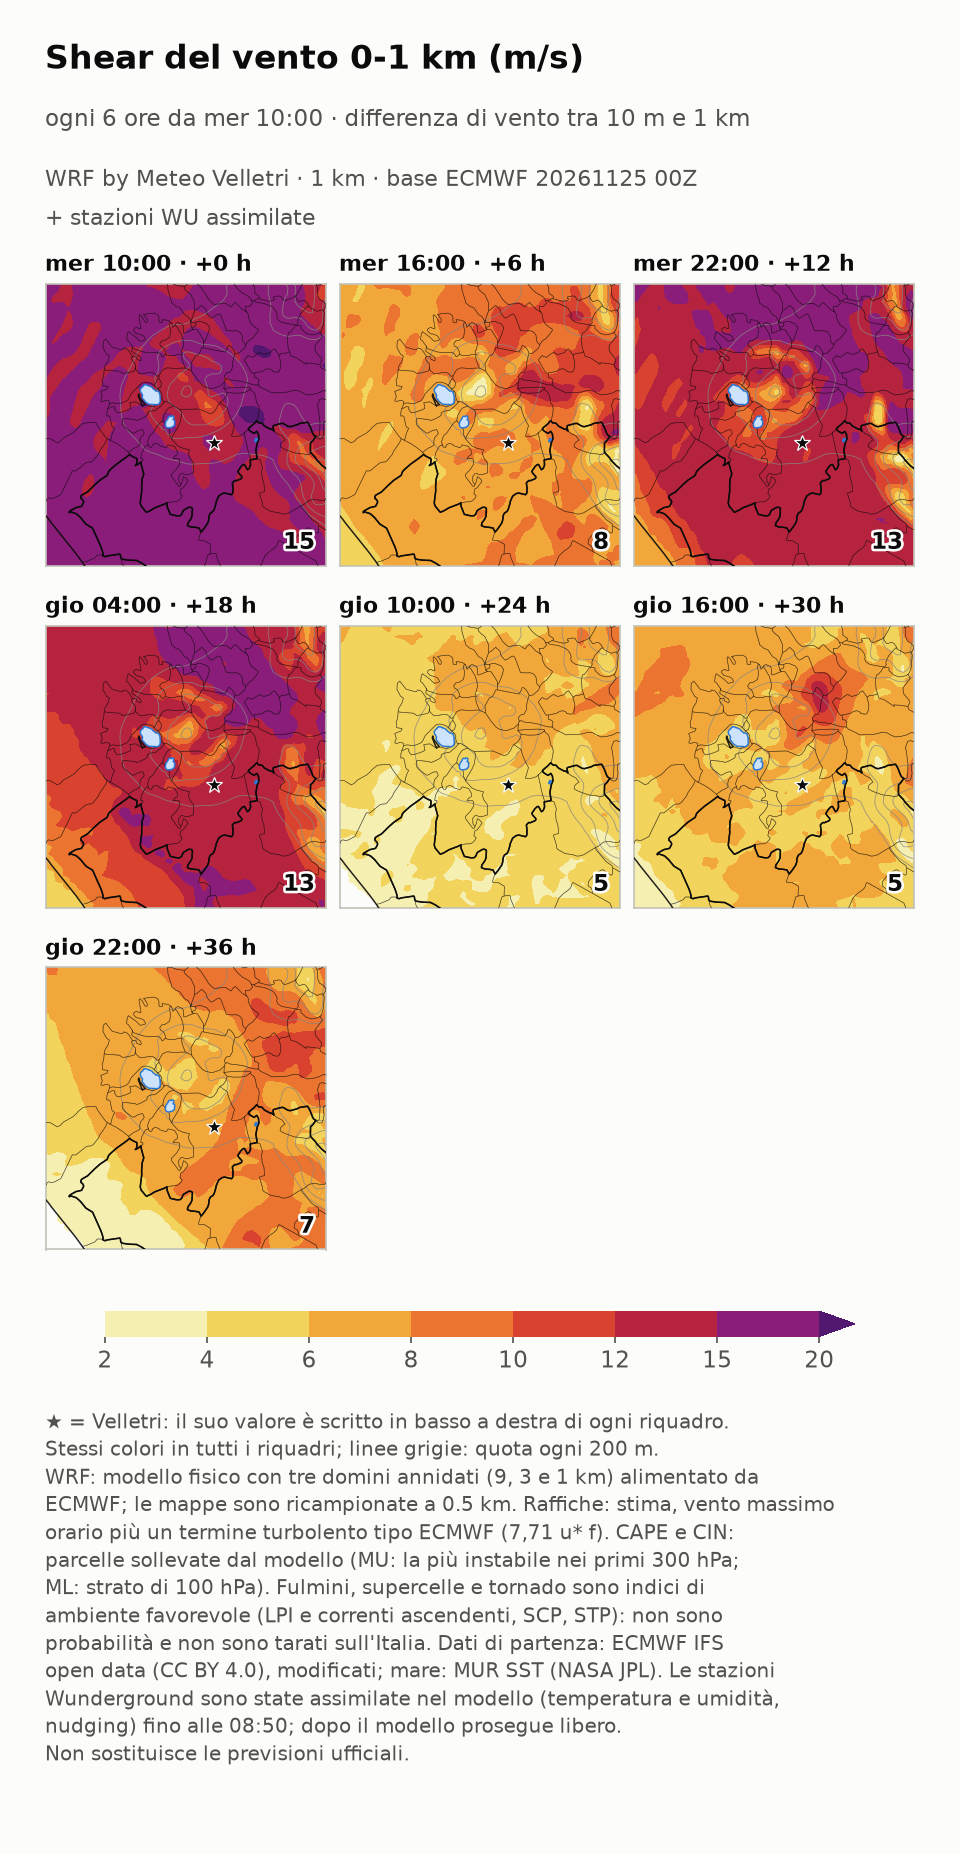 Shear del vento 0-1 km (m/s)
ogni 6 ore da mer 10:00 · differenza di vento tra 10 m e 1 km
WRF by Meteo Velletri · 1 km · base ECMWF 20261125 00Z
+ stazioni WU assimilate
mer 10:00 · +0 h
mer 16:00 · +6 h
mer 22:00 · +12 h
15
8
13
gio 04:00 · +18 h
gio 10:00 · +24 h
gio 16:00 · +30 h
13
5
5
gio 22:00 · +36 h
7
2 4 6 8 10 12 15 20
★ = Velletri: il suo valore è scritto in basso a destra di ogni riquadro.
Stessi colori in tutti i riquadri; linee grigie: quota ogni 200 m.
WRF: modello fisico con tre domini annidati (9, 3 e 1 km) alimentato da
ECMWF; le mappe sono ricampionate a 0.5 km. Raffiche: stima, vento massimo
orario più un termine turbolento tipo ECMWF (7,71 u* f). CAPE e CIN:
parcelle sollevate dal modello (MU: la più instabile nei primi 300 hPa;
ML: strato di 100 hPa). Fulmini, supercelle e tornado sono indici di
ambiente favorevole (LPI e correnti ascendenti, SCP, STP): non sono
probabilità e non sono tarati sull'Italia. Dati di partenza: ECMWF IFS
open data (CC BY 4.0), modificati; mare: MUR SST (NASA JPL). Le stazioni
Wunderground sono state assimilate nel modello (temperatura e umidità,
nudging) fino alle 08:50; dopo il modello prosegue libero.
Non sostituisce le previsioni ufficiali.